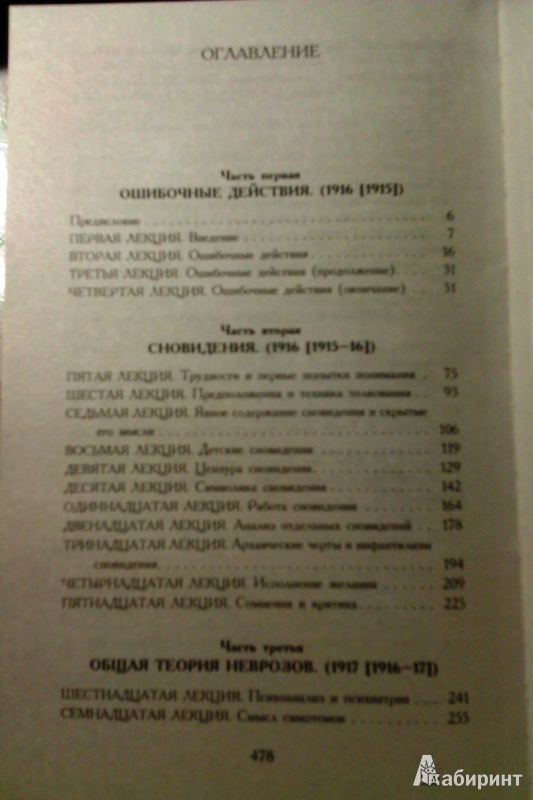 ОГЛАВЛЕНИЕ
Часть первая
ОШИБОЧНЫЕ ДЕЙСТВИЯ. (1916 [1915])
Предисловие . . . 6
ПЕРВАЯ ЛЕКЦИЯ. Введение . . . 7
ВТОРАЯ ЛЕКЦИЯ. Ошибочные действия . . . 16
ТРЕТЬЯ ЛЕКЦИЯ. Ошибочные действия (продолжение) . . . 31
ЧЕТВЕРТАЯ ЛЕКЦИЯ. Ошибочные действия (окончание) . . . 51
Часть вторая
СНОВИДЕНИЯ. (1916 [1915—16])
ПЯТАЯ ЛЕКЦИЯ. Трудности и первые попытки понимания . . 75
ШЕСТАЯ ЛЕКЦИЯ. Предположения и техника толкования . . . 93
СЕДЬМАЯ ЛЕКЦИЯ. Явное содержание сновидения и скрытые
его мысли . . . 106
ВОСЬМАЯ ЛЕКЦИЯ. Детские сновидения . . . 119
ДЕВЯТАЯ ЛЕКЦИЯ. Цензура сновидения . . . 129
ДЕСЯТАЯ ЛЕКЦИЯ. Символика сновидения . . . 142
ОДИННАДЦАТАЯ ЛЕКЦИЯ. Работа сновидения . . . 164
ДВЕНАДЦАТАЯ ЛЕКЦИЯ. Анализ отдельных сновидений . . . 178
ТРИНАДЦАТАЯ ЛЕКЦИЯ. Архаические черты и инфантилизм
сновидения . . . 194
ЧЕТЫРНАДЦАТАЯ ЛЕКЦИЯ. Исполнение желания . . . 209
ПЯТНАДЦАТАЯ ЛЕКЦИЯ. Сомнения и критика . . . 225
Часть третья
ОБЩАЯ ТЕОРИЯ НЕВРОЗОВ. (1917 [1916—17])
ШЕСТНАДЦАТАЯ ЛЕКЦИЯ. Психоанализ и психиатрия . . . 241
СЕМНАДЦАТАЯ ЛЕКЦИЯ. Смысл симптомов . . . 255
478
Лабиринт